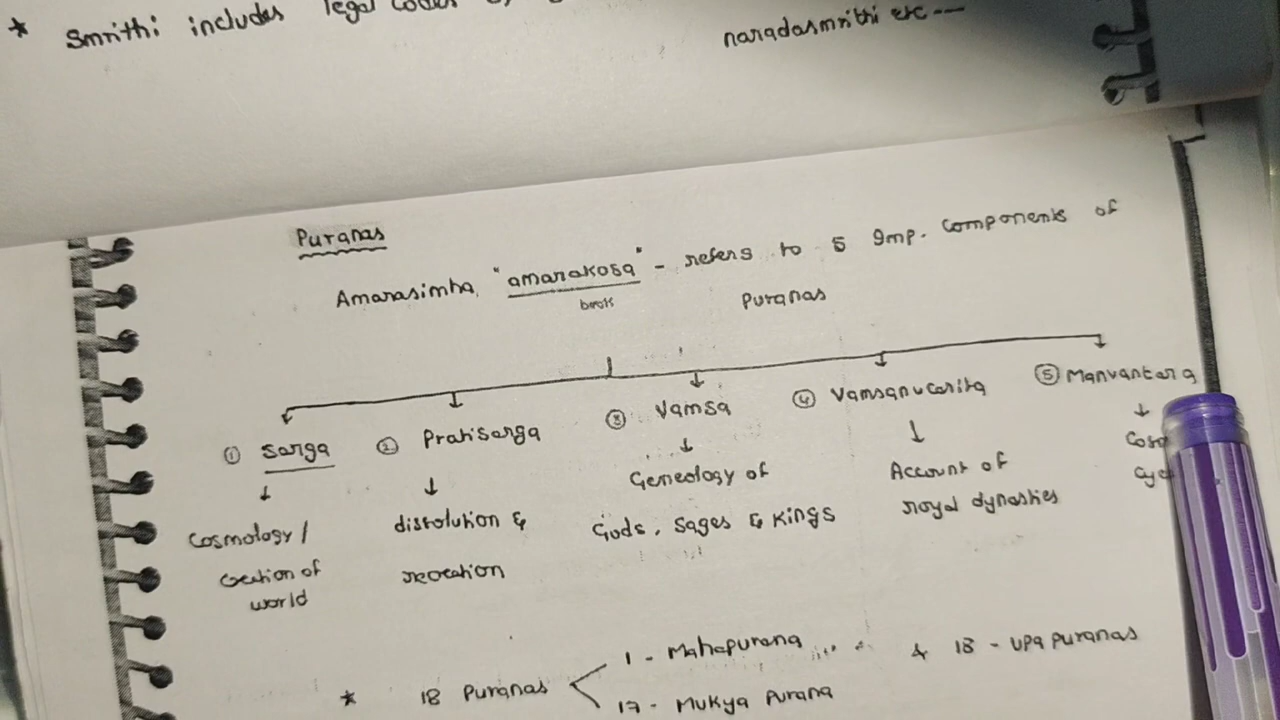 * Smrithi includes legal codes
naradasmrithi etc---
Puranas
Amarasimha "amarakosa" - refers to 5 Imp. components of
book
Puranas
① Sarga
↓
Cosmology /
Creation of
world
② Pratisarga
↓
dissolution &
recreation
③ Vamsa
↓
Geneology of
Gods, Sages & Kings
④ Vamsanucarita
↓
Account of
royal dynasties
⑤ Manvantara
↓
* 18 Puranas
1 - Mahapurana ... & 18 - upa puranas
17 - Mukya Purana